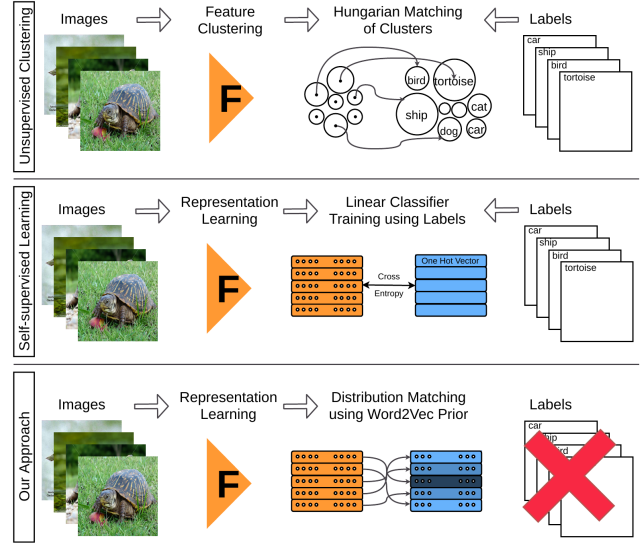 Unsupervised Clustering
Images
Feature
Clustering
Hungarian Matching
of Clusters
Labels
F
bird
tortoise
ship
cat
dog
car
car
ship
bird
tortoise
Self-supervised Learning
Images
Representation
Learning
Linear Classifier
Training using Labels
Labels
F
Cross
Entropy
One Hot Vector
car
ship
bird
tortoise
Our Approach
Images
Representation
Learning
Distribution Matching
using Word2Vec Prior
Labels
F
car
hip
ird